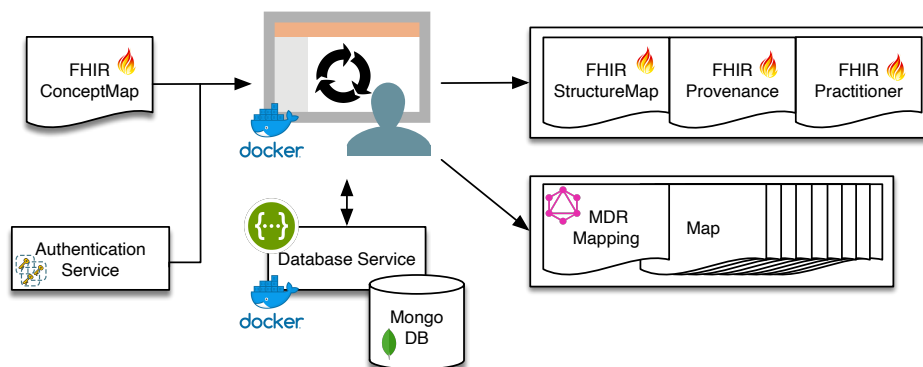 FHIR
ConceptMap
docker
FHIR
StructureMap
FHIR
Provenance
FHIR
Practitioner
Authentication
Service
{...}
Database Service
docker
Mongo
DB
MDR
Mapping
Map